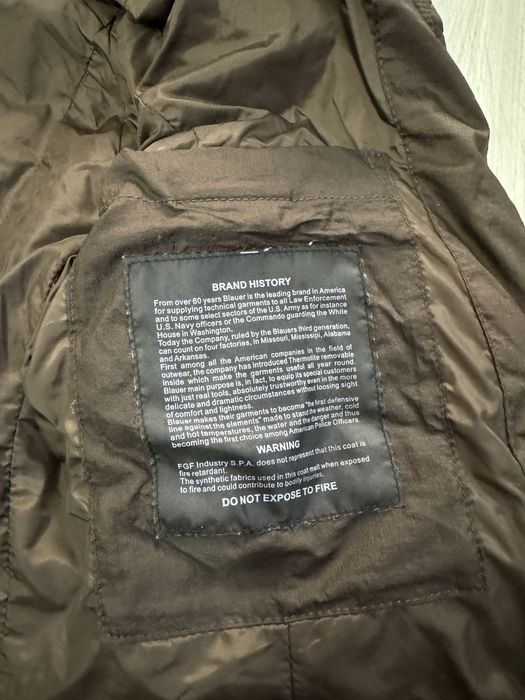 BRAND HISTORY
From over 60 years Blauer is the leading brand in America
for supplying technical garments to all Law Enforcement
and to some select sectors of the U.S. Army as for instance
U.S. Navy officers or the Commando guarding the White
House in Washington.
Today the Company, ruled by the Blauers third generation,
can count on four factories, in Missouri, Mississipi, Alabama
and Arkansas.
First among all the American companies in the field of
outwear, the company has introduced Thermolite removable
inside which make the garments useful all year round.
Blauer main purpose is, in fact, to equip its special customers
with just real tools, absolutely trustworthy even in the more
delicate and dramatic circumstances without loosing sight
of comfort and lightness.
Blauer makes their garments to become "the first defensive
line against the elements" made to stand the weather, cold
and hot temperatures, the water and the danger and thus
becoming the first choice among American Police Officers.
WARNING
FGF Industry S.P.A. does not represent that this coat is
fire retardant.
The synthetic fabrics used in this coat melt when exposed
to fire and could contribute to bodily injuries.
DO NOT EXPOSE TO FIRE